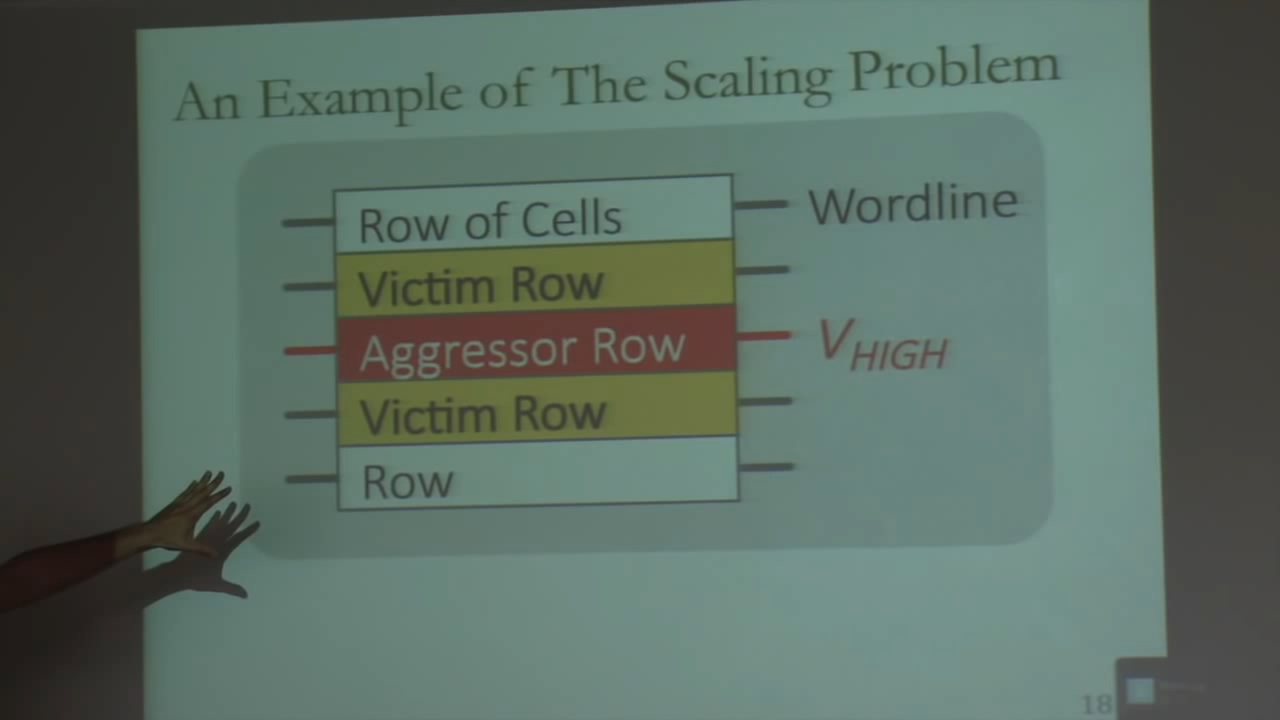 An Example of The Scaling Problem
Row of Cells
Wordline
Victim Row
Aggressor Row
VHIGH
Victim Row
Row
18